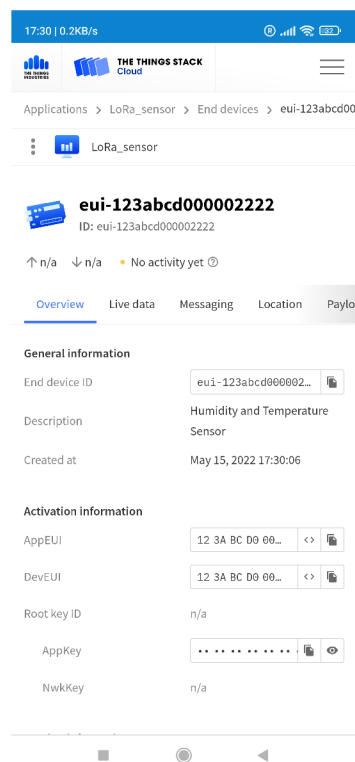 17:30 | 0.2KB/s ® 32
THE THINGS INDUSTRIES
THE THINGS STACK
Cloud
Applications > LoRa_sensor > End devices > eui-123abcd00
LoRa_sensor
eui-123abcd000002222
ID: eui-123abcd000002222
↑ n/a ↓ n/a • No activity yet ?
Overview Live data Messaging Location Paylo
General information
End device ID eui-123abcd000002…
Description Humidity and Temperature
Sensor
Created at May 15, 2022 17:30:06
Activation information
AppEUI 12 3A BC D0 00… <>
DevEUI 12 3A BC D0 00… <>
Root key ID n/a
AppKey •• •• •• •• •• ••
NwkKey n/a